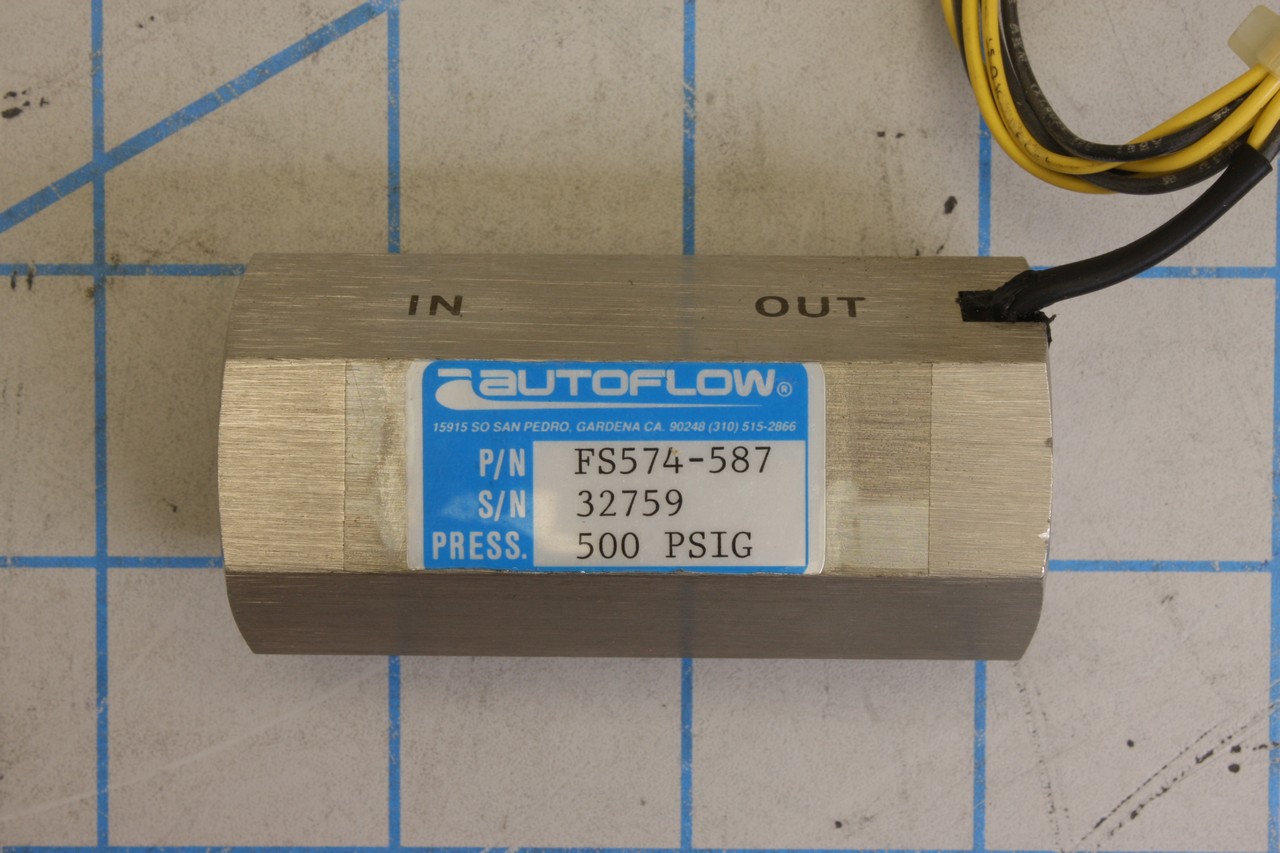 IN OUT
AUTOFLOW®
15915 SO SAN PEDRO, GARDENA CA. 90248 (310) 515-2866
P/N FS574-587
S/N 32759
PRESS. 500 PSIG